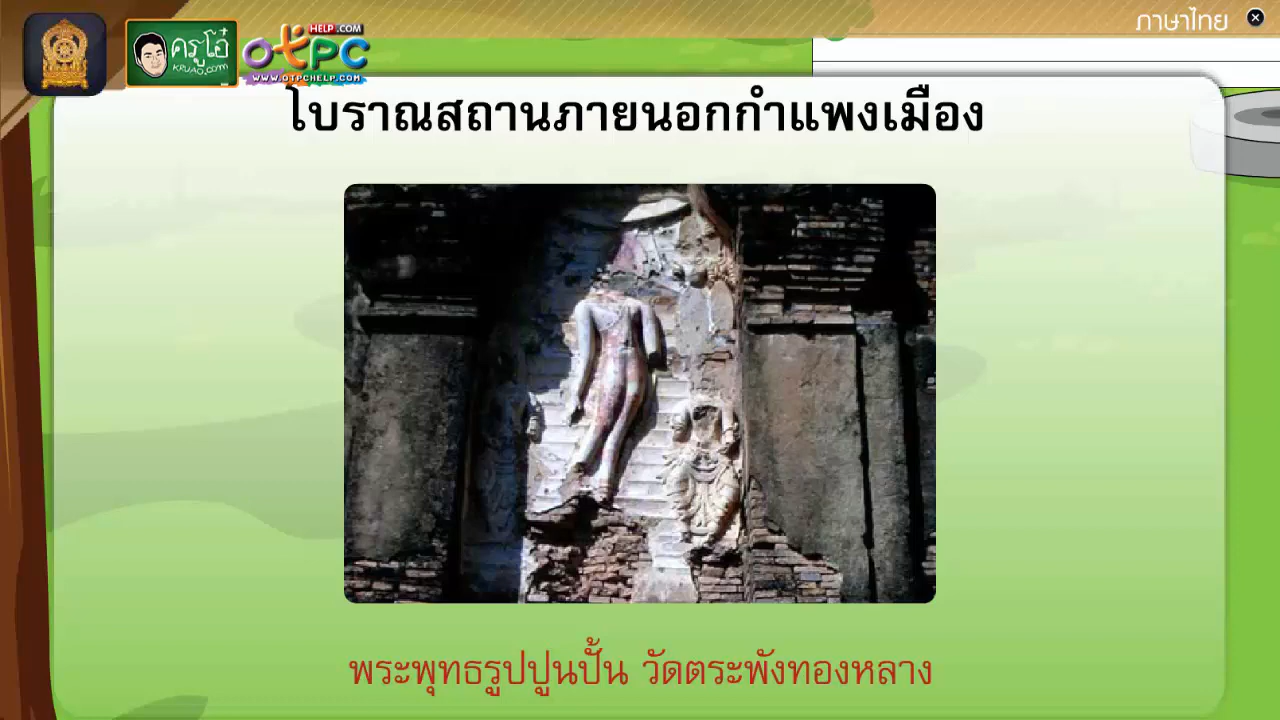 ภาษาไทย
ครูโอ๋
KRUAO.COM
HELP.COM
OTPC
WWW.OTPCHELP.COM
โบราณสถานภายนอกกำแพงเมือง
พระพุทธรูปปูนปั้น วัดตระพังทองหลาง